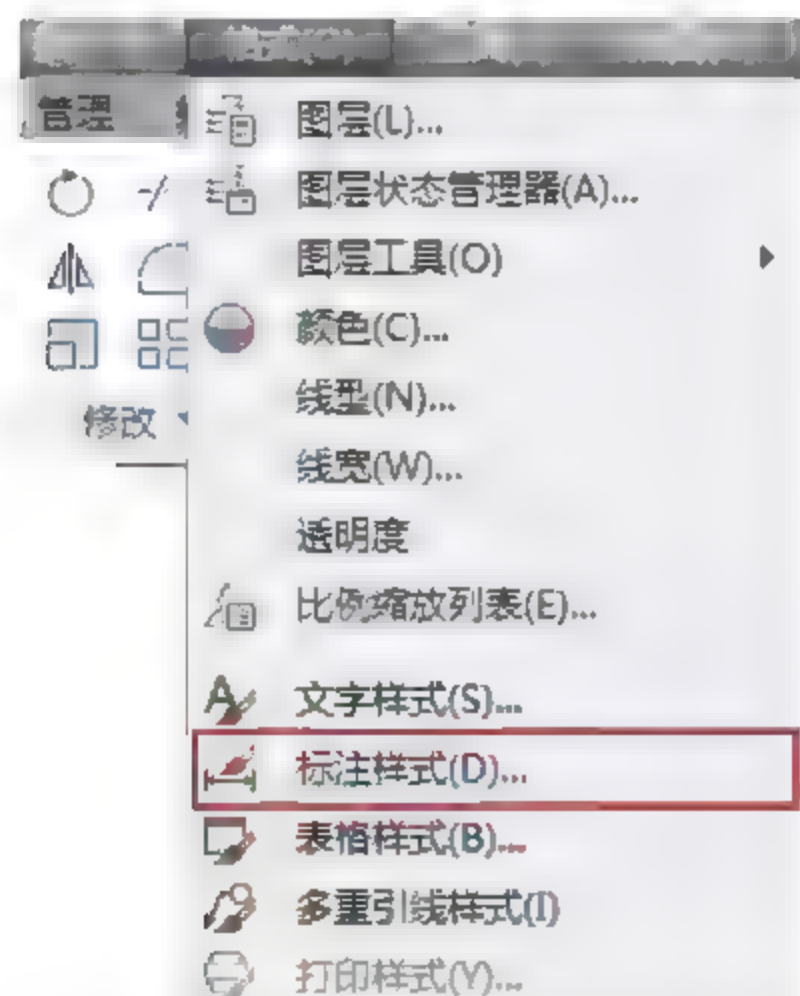 管理
修改
图层(L)...
图层状态管理器(A)...
图层工具(O)
颜色(C)...
线型(N)...
线宽(W)...
透明度
比例缩放列表(E)...
文字样式(S)...
标注样式(D)...
表格样式(B)...
多重引线样式(I)
打印样式(Y)...